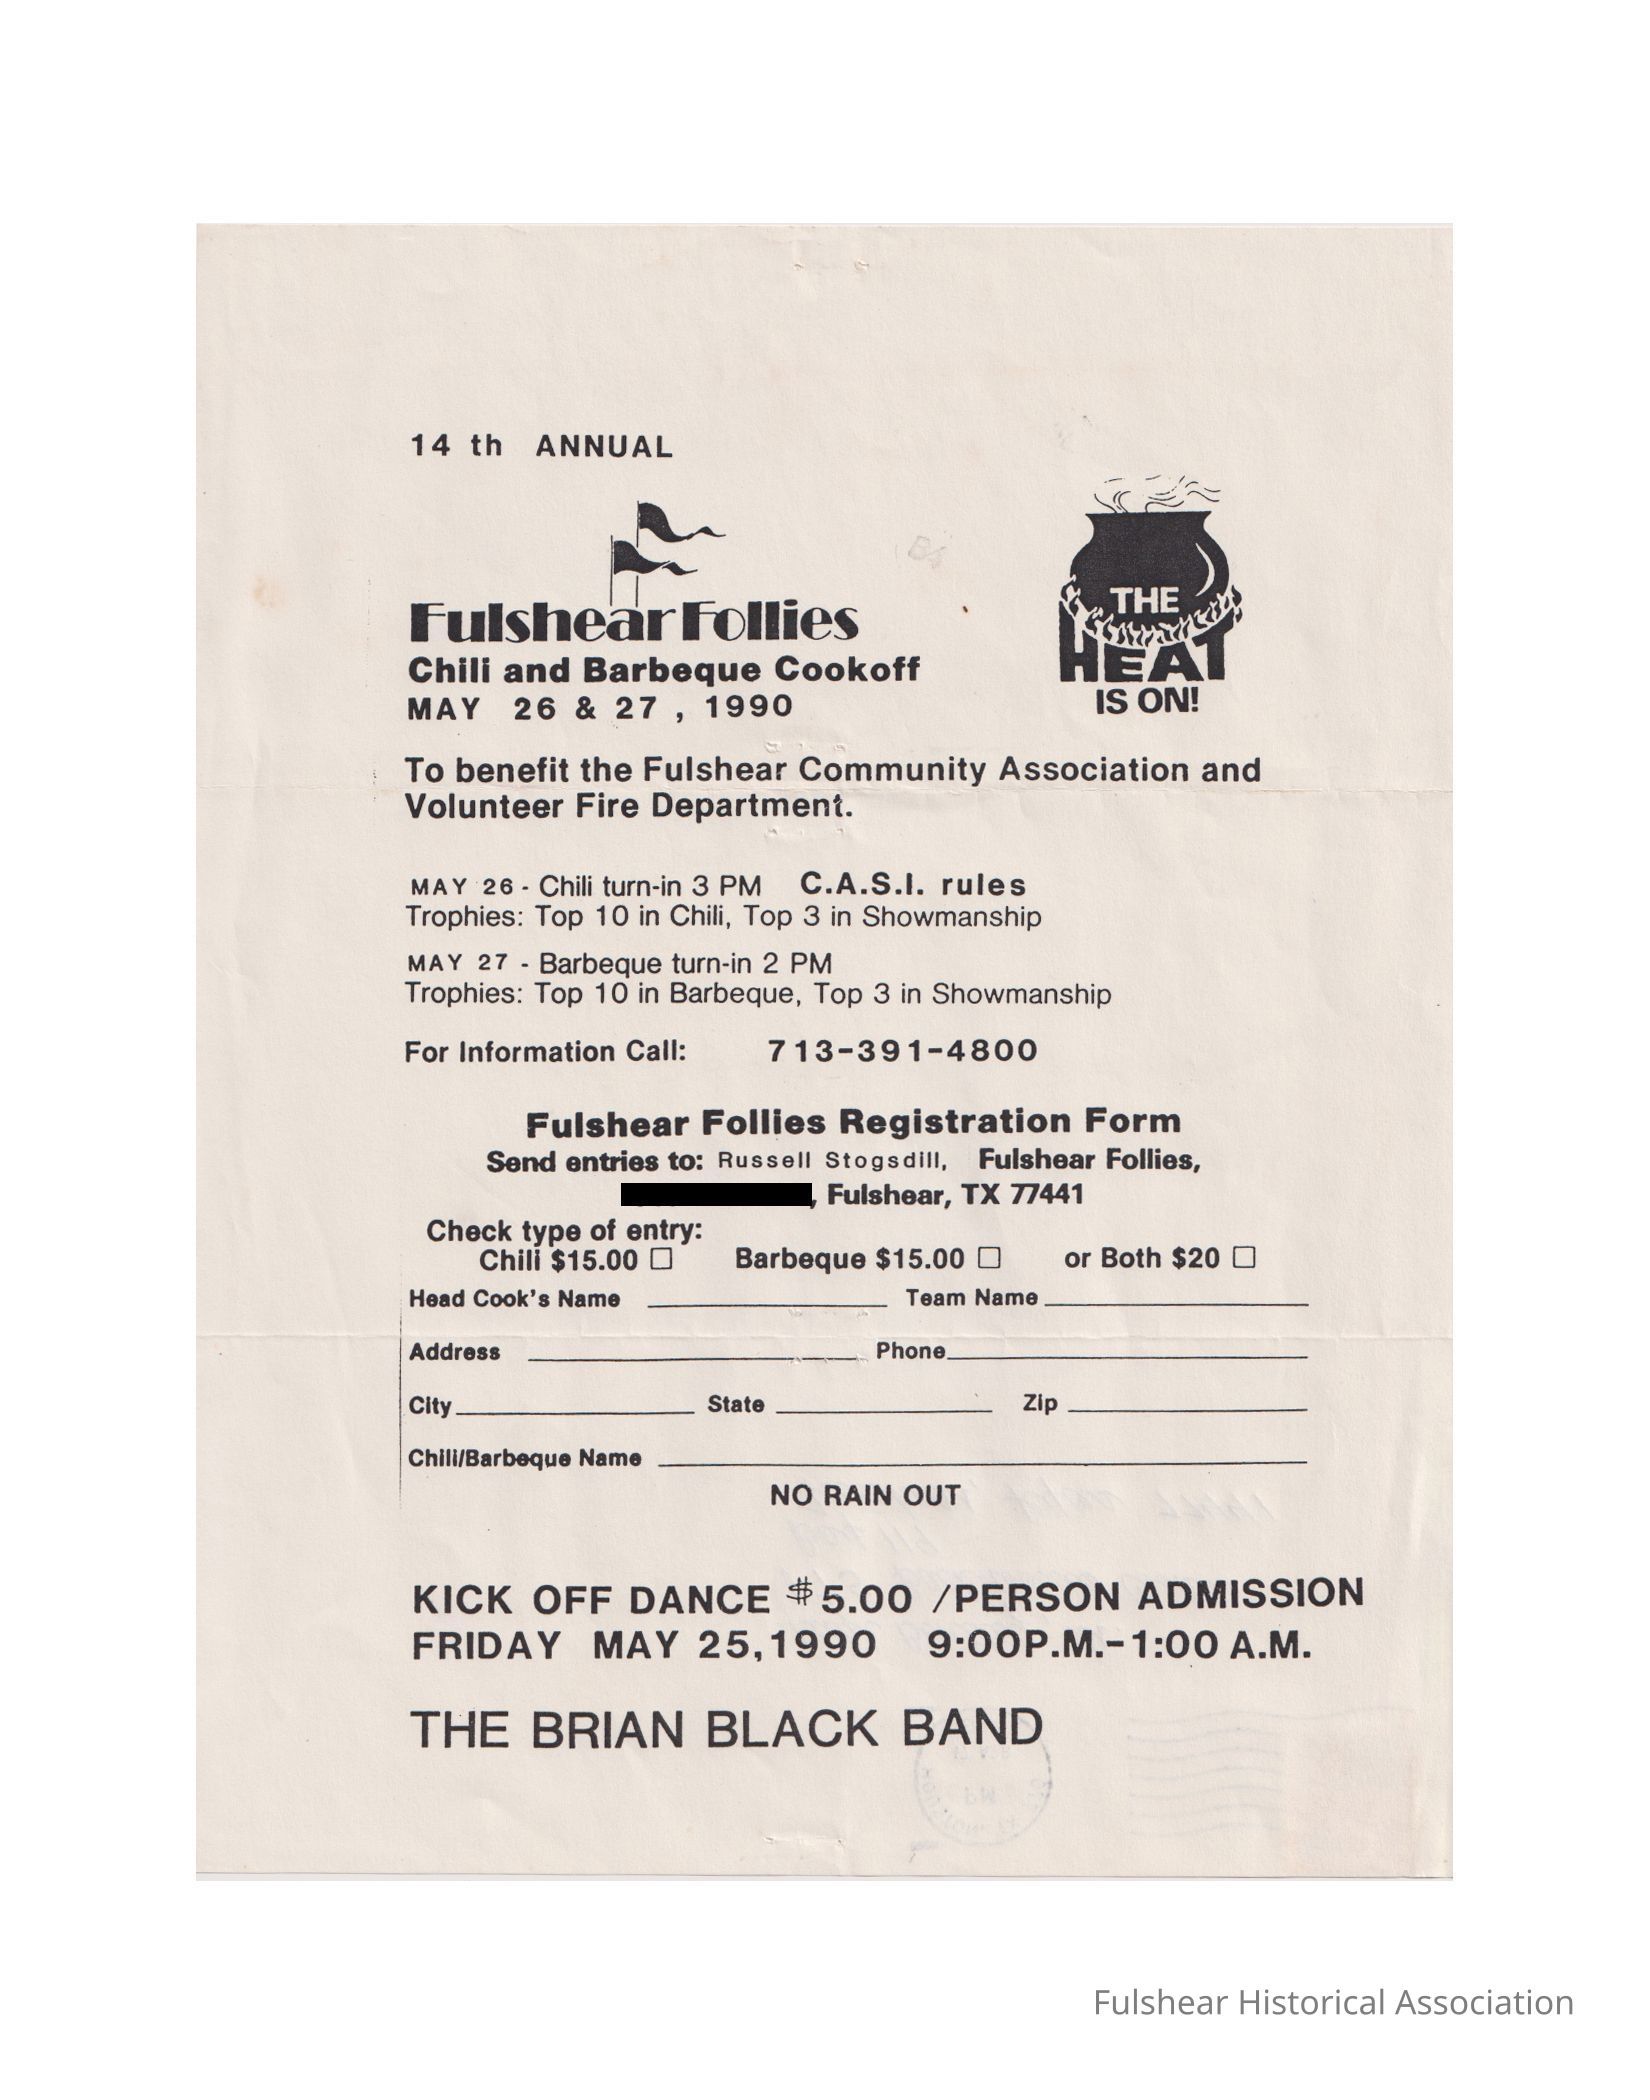 14 th ANNUAL
Fulshear Follies
THE
HEAT
IS ON!
Chili and Barbeque Cookoff
MAY 26 & 27 , 1990
To benefit the Fulshear Community Association and
Volunteer Fire Department.
MAY 26 - Chili turn-in 3 PM C.A.S.I. rules
Trophies: Top 10 in Chili, Top 3 in Showmanship
MAY 27 - Barbeque turn-in 2 PM
Trophies: Top 10 in Barbeque, Top 3 in Showmanship
For Information Call: 713-391-4800
Fulshear Follies Registration Form
Send entries to: Russell Stogsdill, Fulshear Follies,
, Fulshear, TX 77441
Check type of entry:
Chili $15.00 □ Barbeque $15.00 □ or Both $20 □
Head Cook's Name Team Name
Address Phone
City State Zip
Chili/Barbeque Name
NO RAIN OUT
KICK OFF DANCE $5.00 /PERSON ADMISSION
FRIDAY MAY 25,1990 9:00P.M.-1:00 A.M.
THE BRIAN BLACK BAND
Fulshear Historical Association